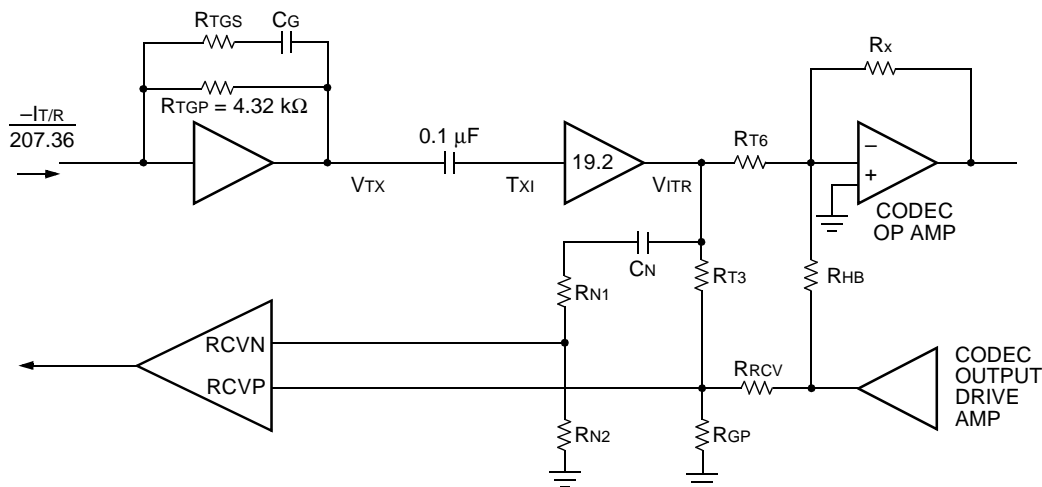 RTGS
CG
RX
RTGP = 4.32 kΩ
–IT/R
207.36
0.1 µF
19.2
RT6
–
+
VTX
TXI
VITR
CODEC
OP AMP
CN
RT3
RHB
RN1
RCVN
RCVP
RRCV
CODEC
OUTPUT
DRIVE
AMP
RN2
RGP